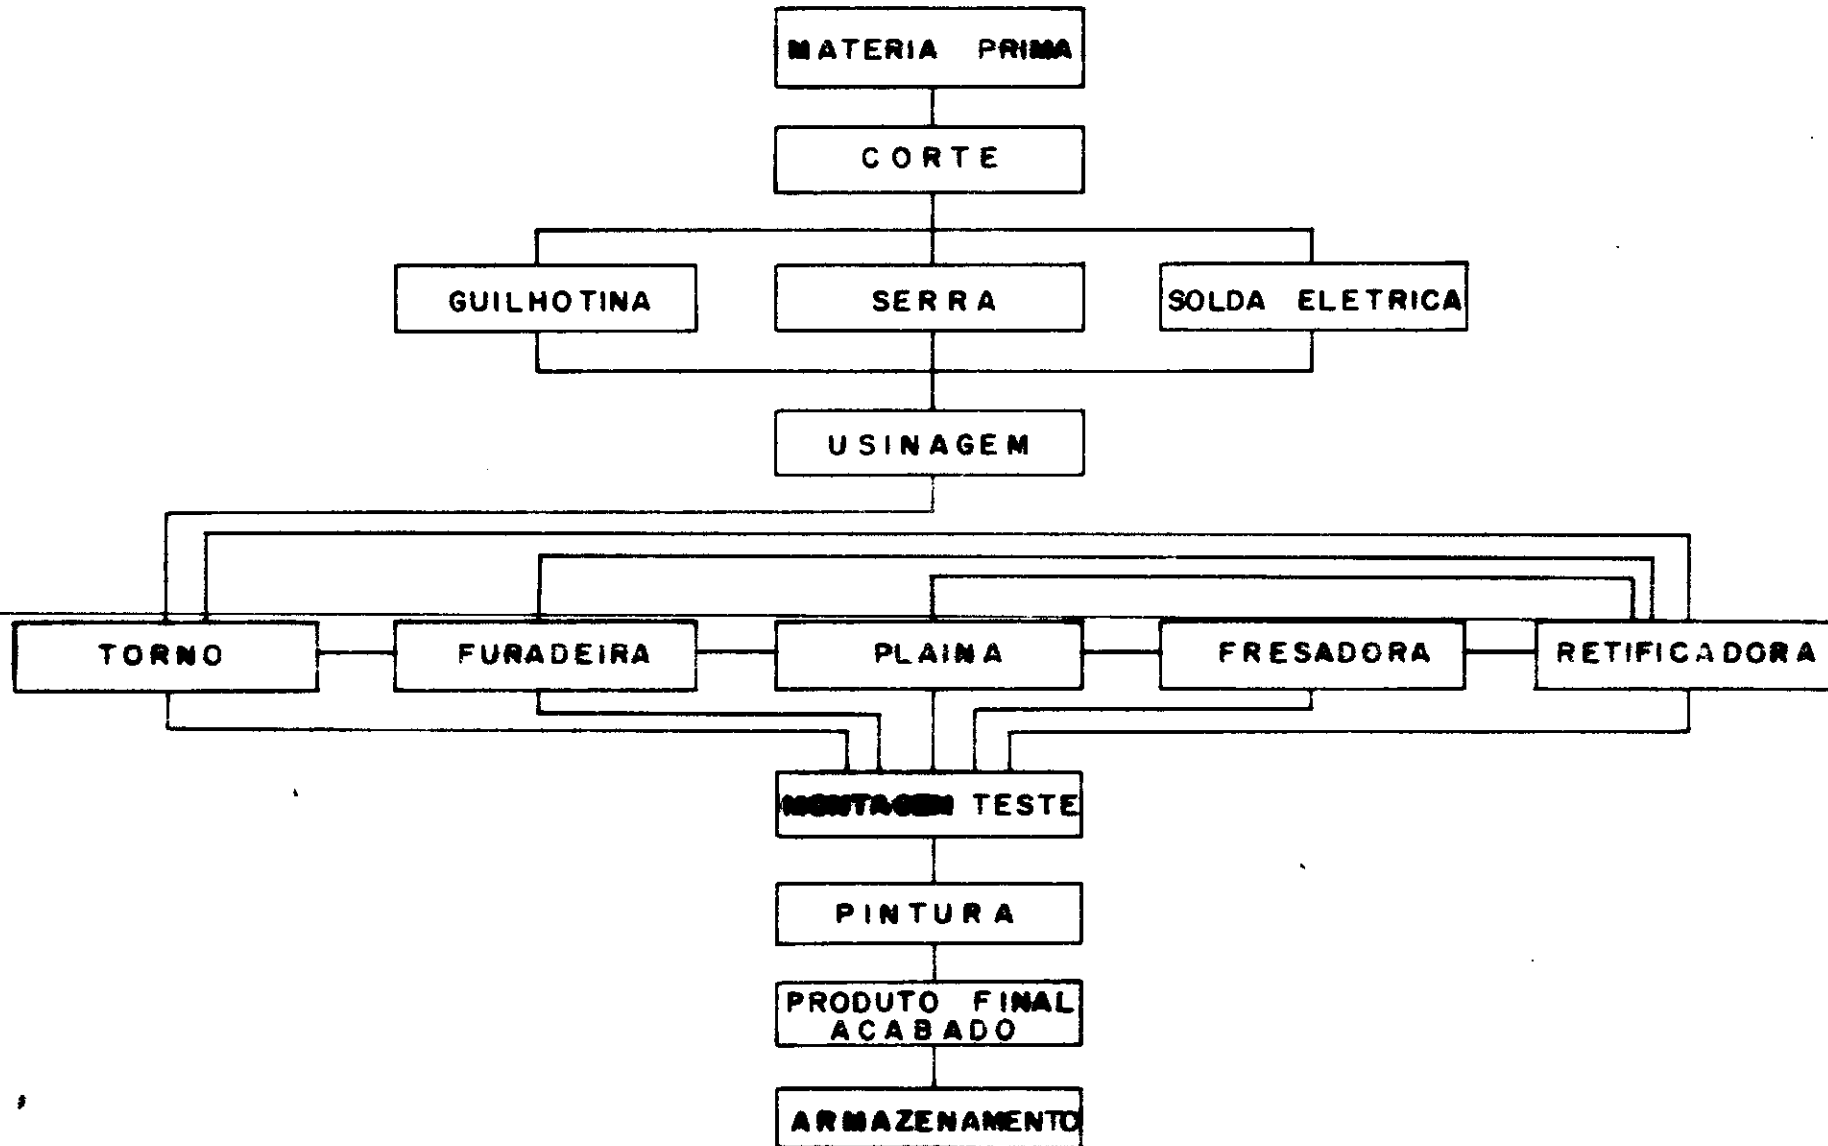 MATERIA PRIMA
CORTE
GUILHOTINA SERRA SOLDA ELETRICA
USINAGEM
TORNO FURADEIRA PLAINA FRESADORA RETIFICADORA
MONTAGEM TESTE
PINTURA
PRODUTO FINAL
ACABADO
ARMAZENAMENTO